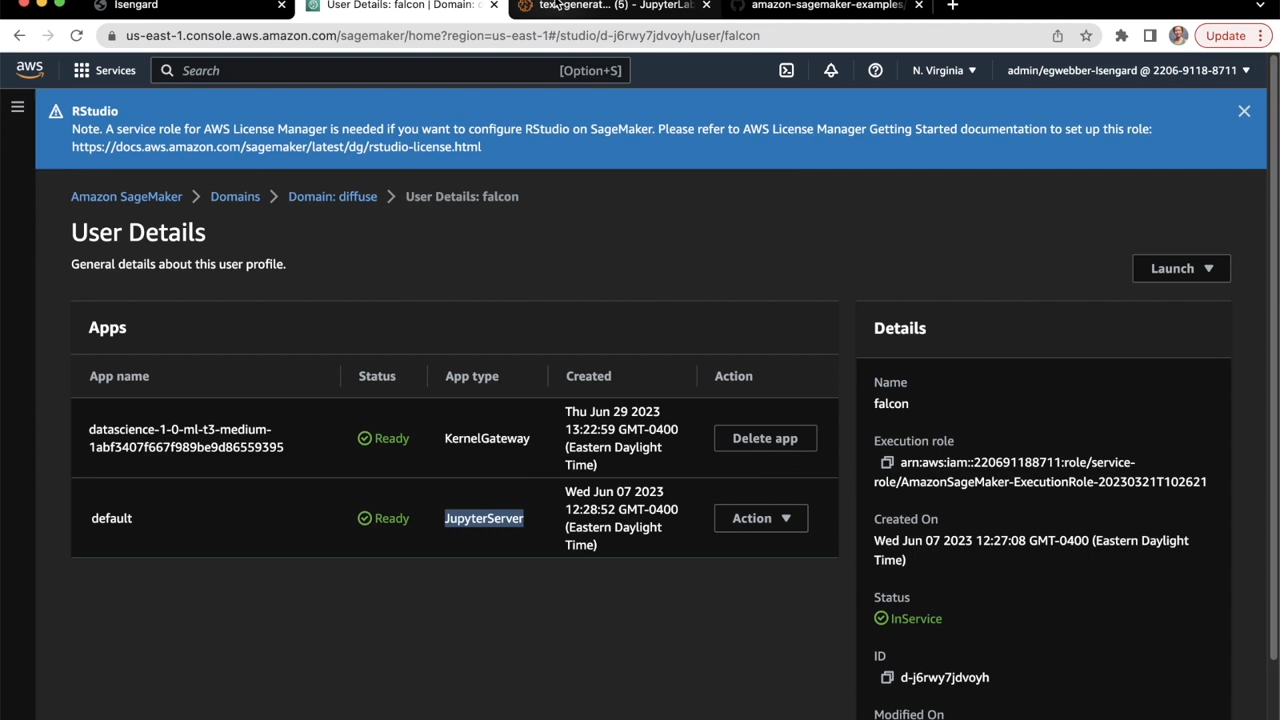 Isengard
User Details: falcon | Domain: d
text-generat... (5) - JupyterLab
amazon-sagemaker-examples/
us-east-1.console.aws.amazon.com/sagemaker/home?region=us-east-1#/studio/d-j6rwy7jdvoyh/user/falcon
Update
aws
Services
Search
[Option+S]
N. Virginia
admin/egwebber-Isengard @ 2206-9118-8711
RStudio
Note. A service role for AWS License Manager is needed if you want to configure RStudio on SageMaker. Please refer to AWS License Manager Getting Started documentation to set up this role:
https://docs.aws.amazon.com/sagemaker/latest/dg/rstudio-license.html
Amazon SageMaker
Domains
Domain: diffuse
User Details: falcon
User Details
General details about this user profile.
Launch
Apps
App name
Status
App type
Created
Action
datascience-1-0-ml-t3-medium-
1abf3407f667f989be9d86559395
Ready
KernelGateway
Thu Jun 29 2023
13:22:59 GMT-0400
(Eastern Daylight
Time)
Delete app
default
Ready
JupyterServer
Wed Jun 07 2023
12:28:52 GMT-0400
(Eastern Daylight
Time)
Action
Details
Name
falcon
Execution role
arn:aws:iam::220691188711:role/service-
role/AmazonSageMaker-ExecutionRole-20230321T102621
Created On
Wed Jun 07 2023 12:27:08 GMT-0400 (Eastern Daylight
Time)
Status
InService
ID
d-j6rwy7jdvoyh
Modified On